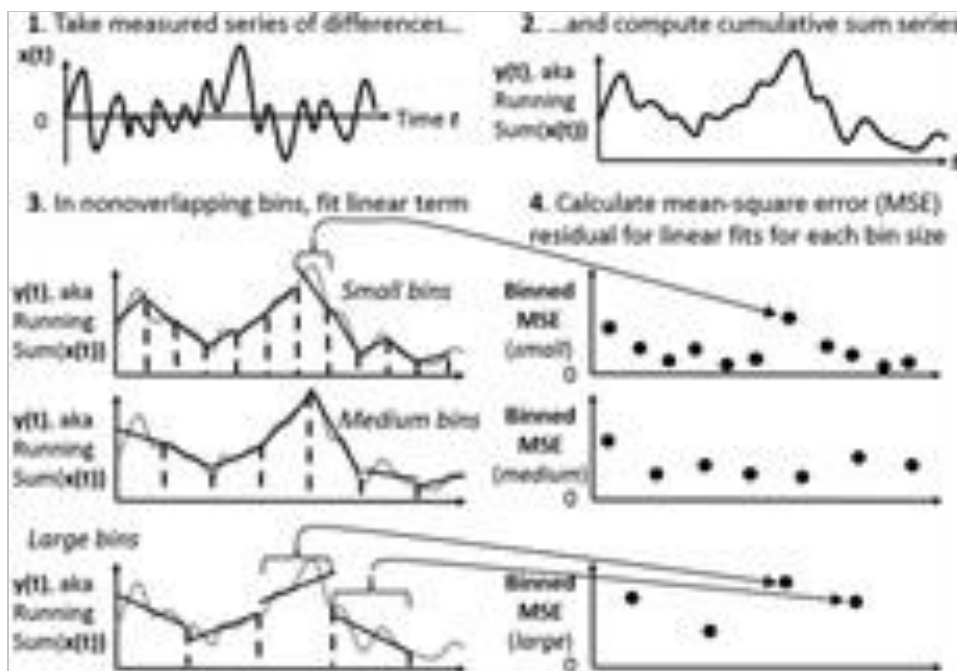 1. Take measured series of differences...
x(t)
0
Time t
2. ...and compute cumulative sum series
y(t), aka
Running
Sum(x(t))
t
3. In nonoverlapping bins, fit linear term
4. Calculate mean-square error (MSE)
residual for linear fits for each bin size
y(t), aka
Running
Sum(x(t))
Small bins
Binned
MSE
(small)
0
y(t), aka
Running
Sum(x(t))
Medium bins
Binned
MSE
(medium)
0
Large bins
y(t), aka
Running
Sum(x(t))
Binned
MSE
(large)
0